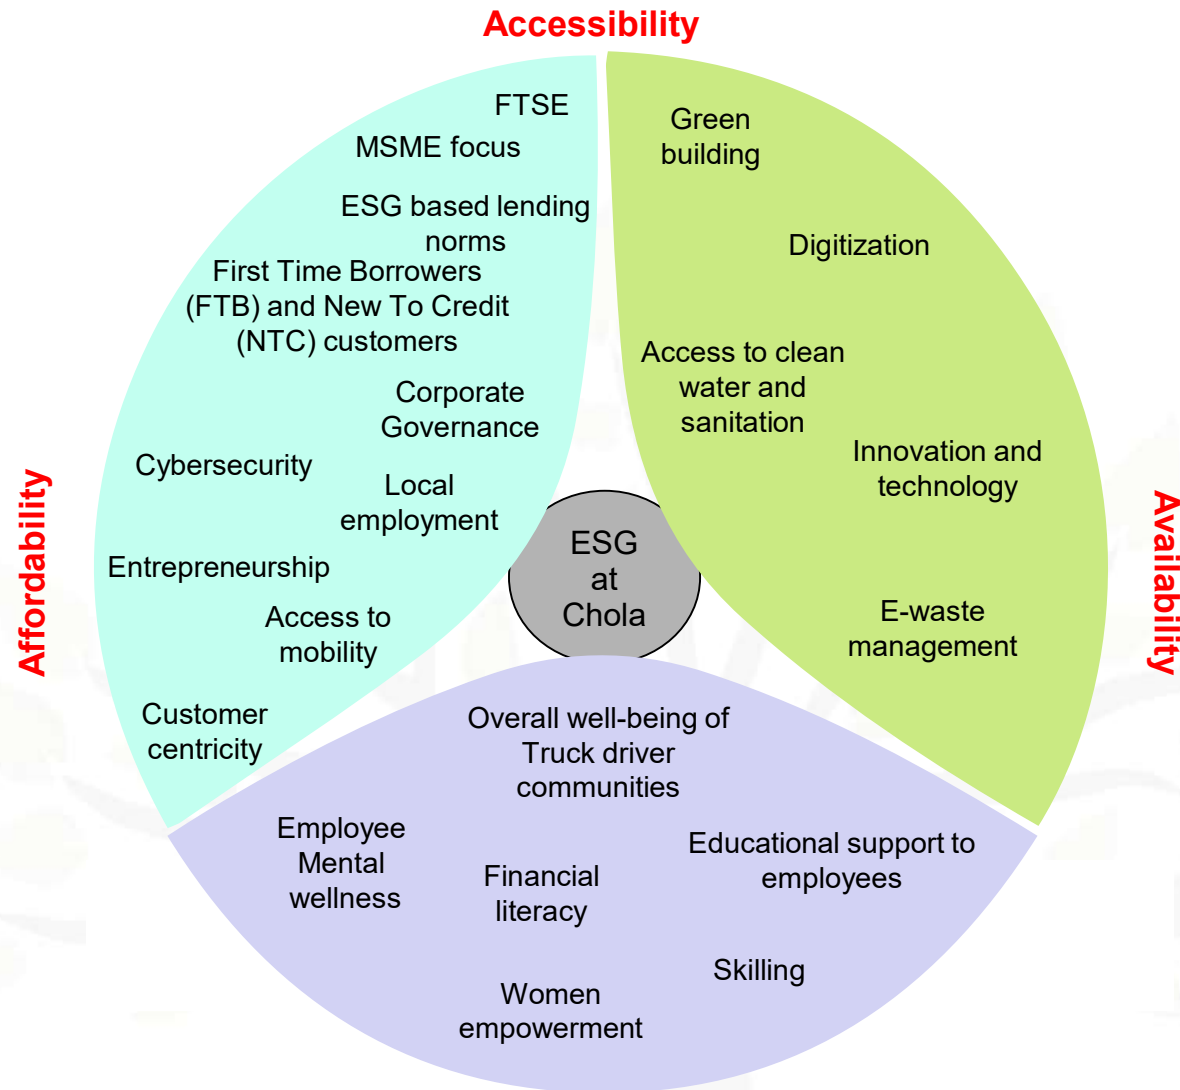 Accessibility
FTSE
MSME focus
ESG based lending
norms
First Time Borrowers
(FTB) and New To Credit
(NTC) customers
Corporate
Governance
Cybersecurity
Local
employment
Entrepreneurship
Access to
mobility
Customer
centricity
Green
building
Digitization
Access to clean
water and
sanitation
Innovation and
technology
E-waste
management
ESG
at
Chola
Affordability
Availability
Overall well-being of
Truck driver
communities
Employee
Mental
wellness
Financial
literacy
Educational support to
employees
Skilling
Women
empowerment